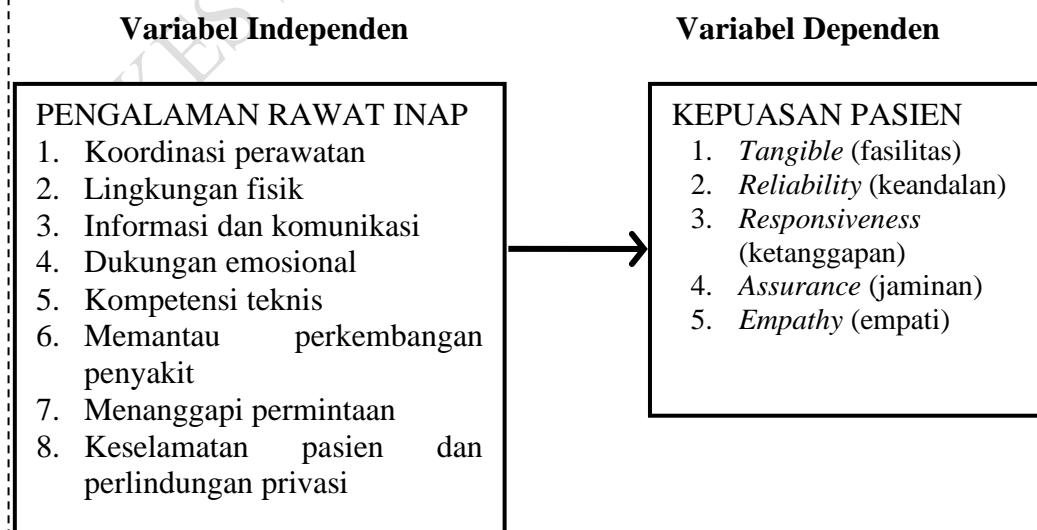 Variabel Independen
Variabel Dependen
PENGALAMAN RAWAT INAP
1. Koordinasi perawatan
2. Lingkungan fisik
3. Informasi dan komunikasi
4. Dukungan emosional
5. Kompetensi teknis
6. Memantau perkembangan
penyakit
7. Menanggapi permintaan
8. Keselamatan pasien dan
perlindungan privasi
KEPUASAN PASIEN
1. Tangible (fasilitas)
2. Reliability (keandalan)
3. Responsiveness
(ketanggapan)
4. Assurance (jaminan)
5. Empathy (empati)